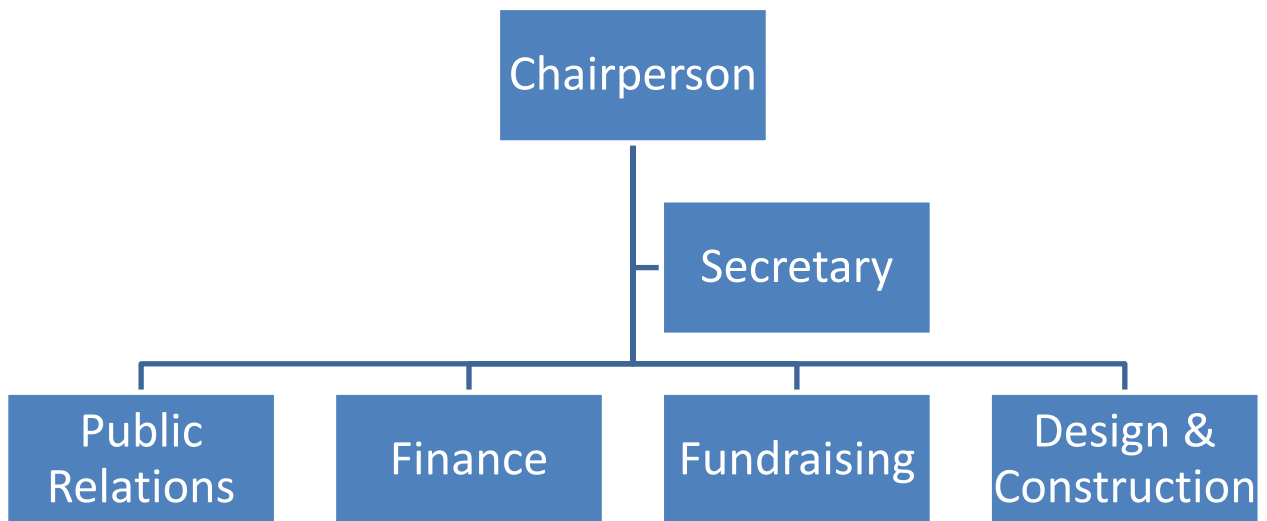 Chairperson
Secretary
Public
Relations
Finance
Fundraising
Design &
Construction